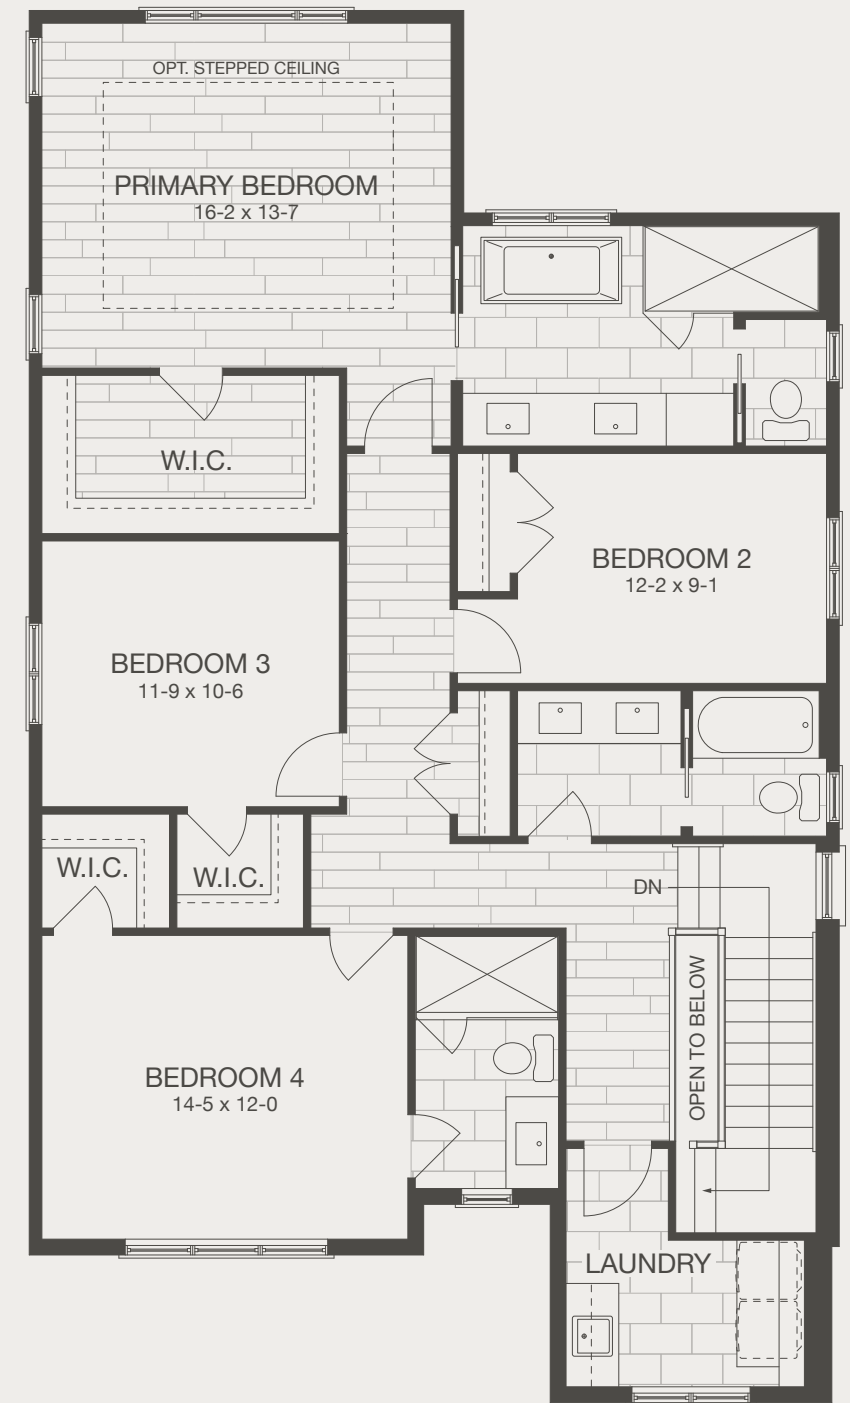 OPT. STEPPED CEILING
PRIMARY BEDROOM
16-2 x 13-7
W.I.C.
BEDROOM 2
12-2 x 9-1
BEDROOM 3
11-9 x 10-6
W.I.C.
W.I.C.
DN
OPEN TO BELOW
BEDROOM 4
14-5 x 12-0
LAUNDRY